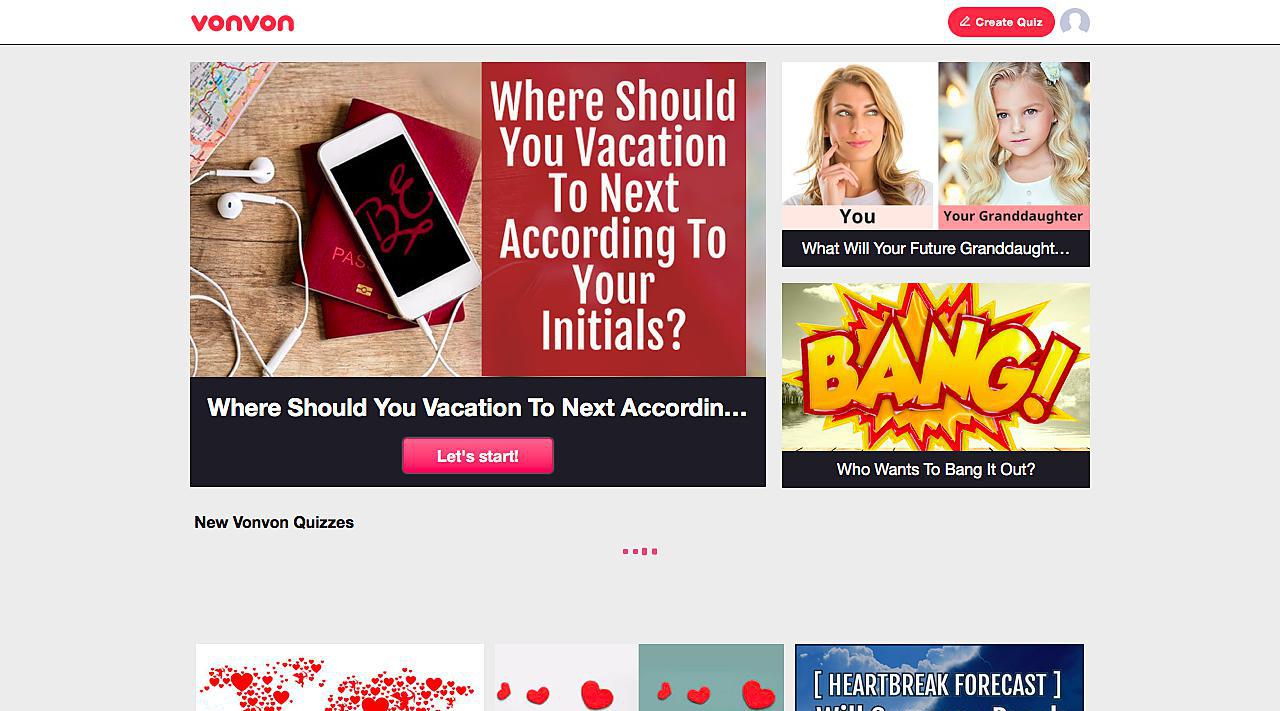 vonvon
Create Quiz
Where Should
You Vacation
To Next
According To
Your
Initials?
BE
PAS
Where Should You Vacation To Next Accordin...
Let's start!
You
Your Granddaughter
What Will Your Future Granddaught...
BANG!
Who Wants To Bang It Out?
New Vonvon Quizzes
[ HEARTBREAK FORECAST ]